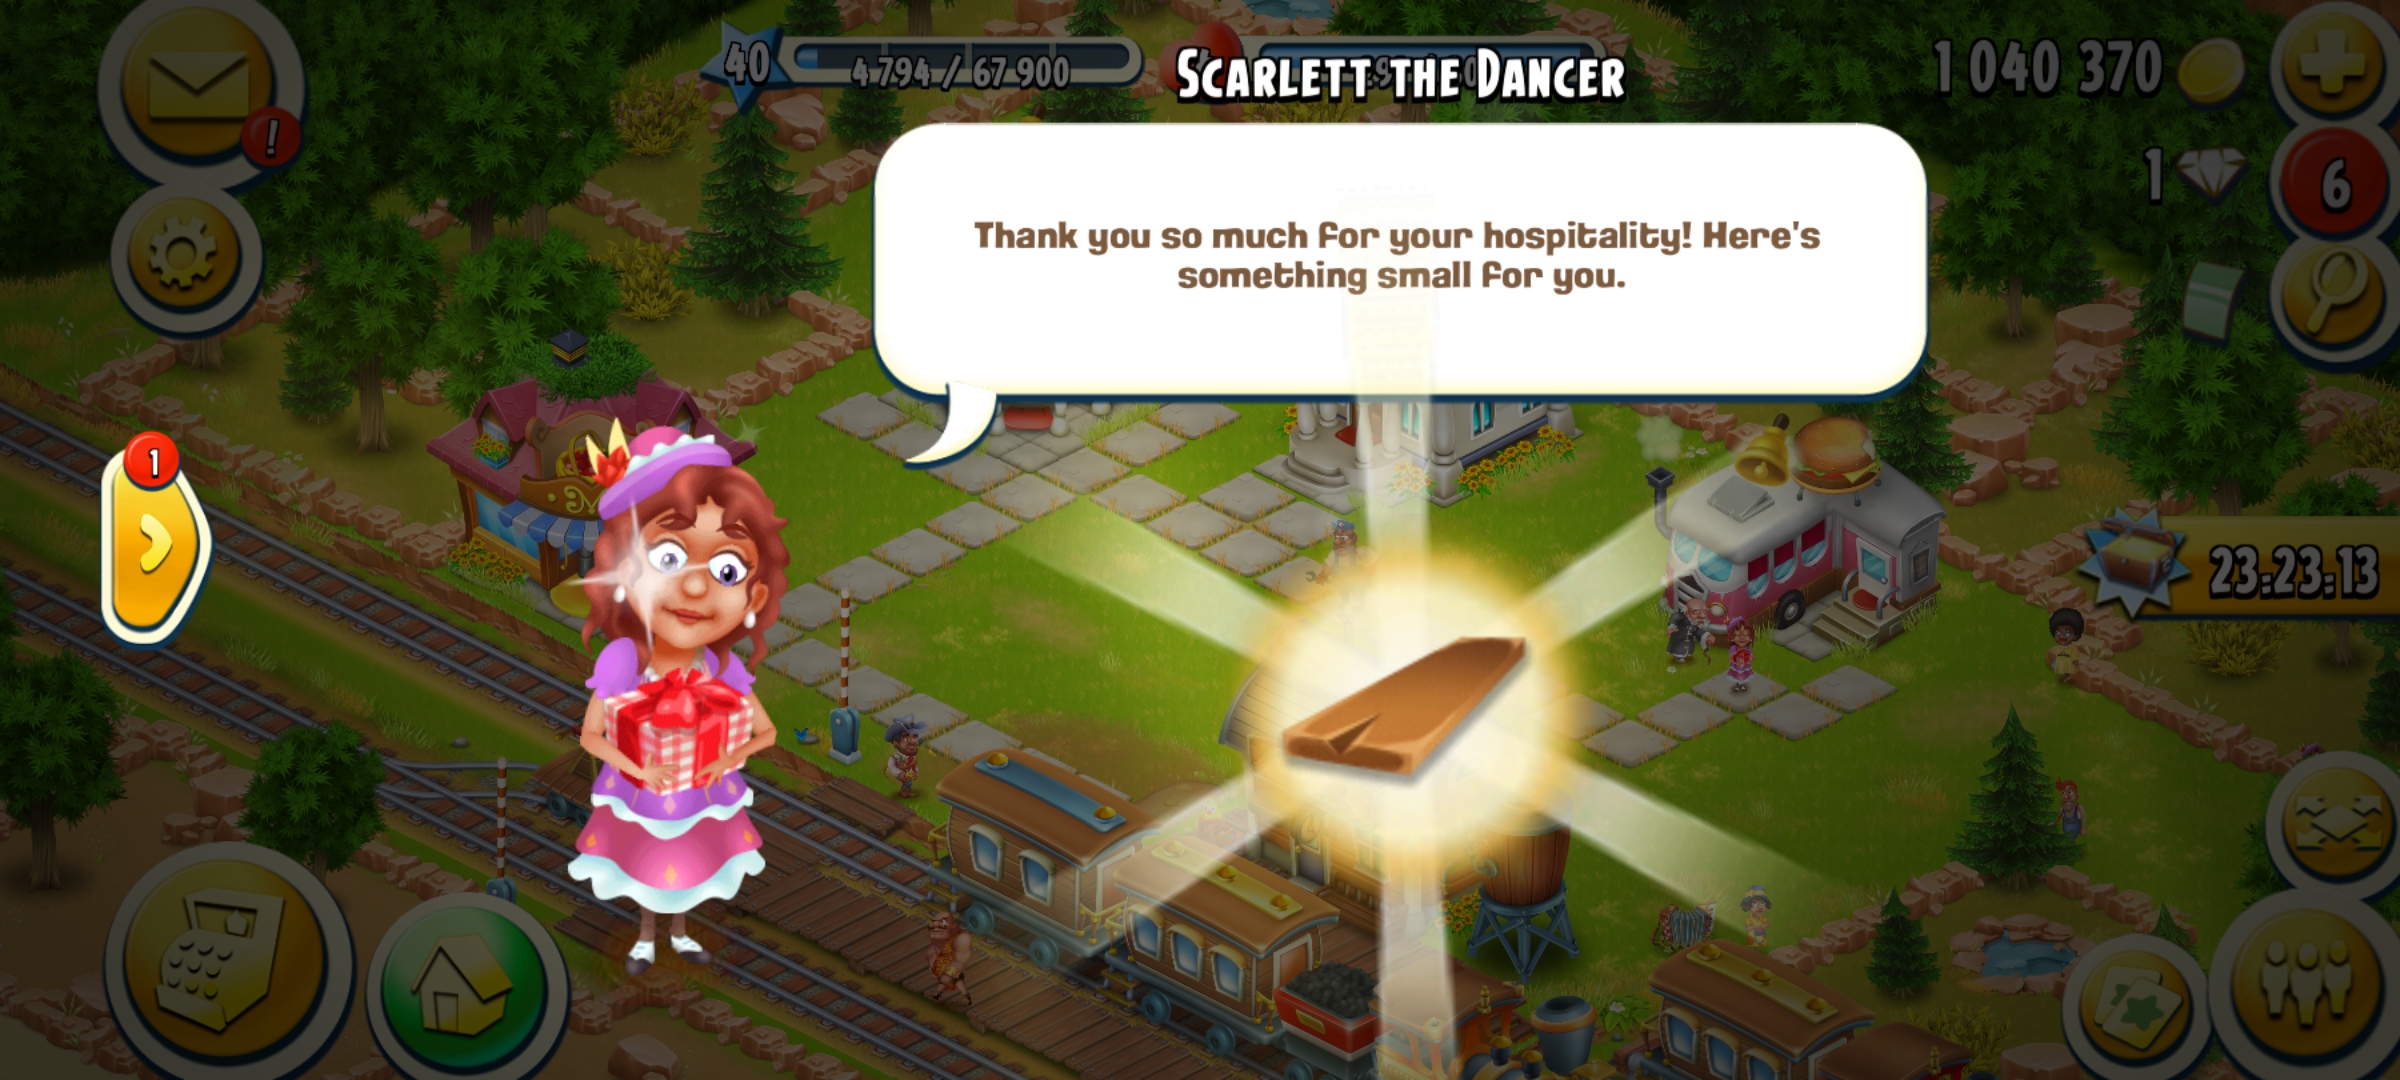 40
4 794 / 67 900
SCARLETT THE DANCER
1 040 370
1
6
Thank you so much for your hospitality! Here's
something small for you.
1
23:23:13